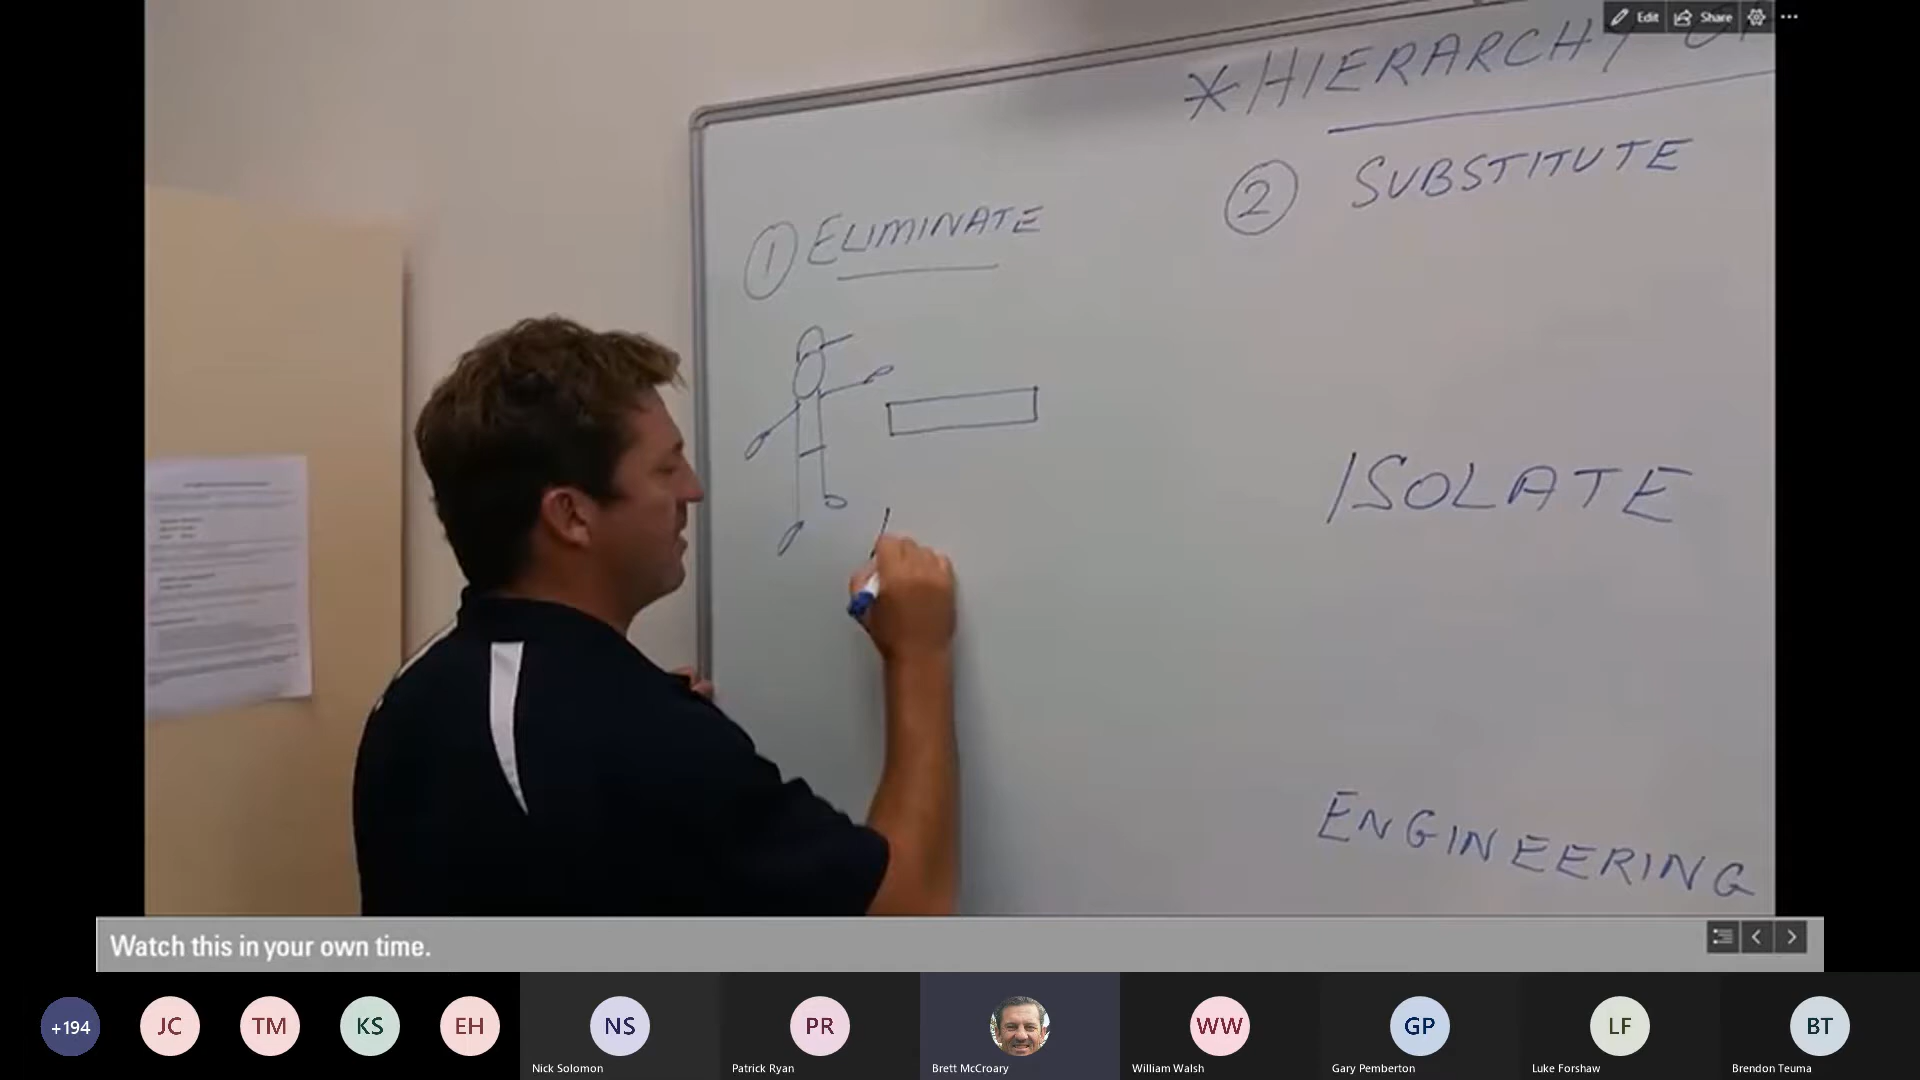 Edit Share
* HIERARCHY
② SUBSTITUTE
① ELIMINATE
ISOLATE
ENGINEERING
Watch this in your own time.
+194 JC TM KS EH NS PR WW GP LF BT
Nick Solomon Patrick Ryan Brett McCroary William Walsh Gary Pemberton Luke Forshaw Brendon Teuma